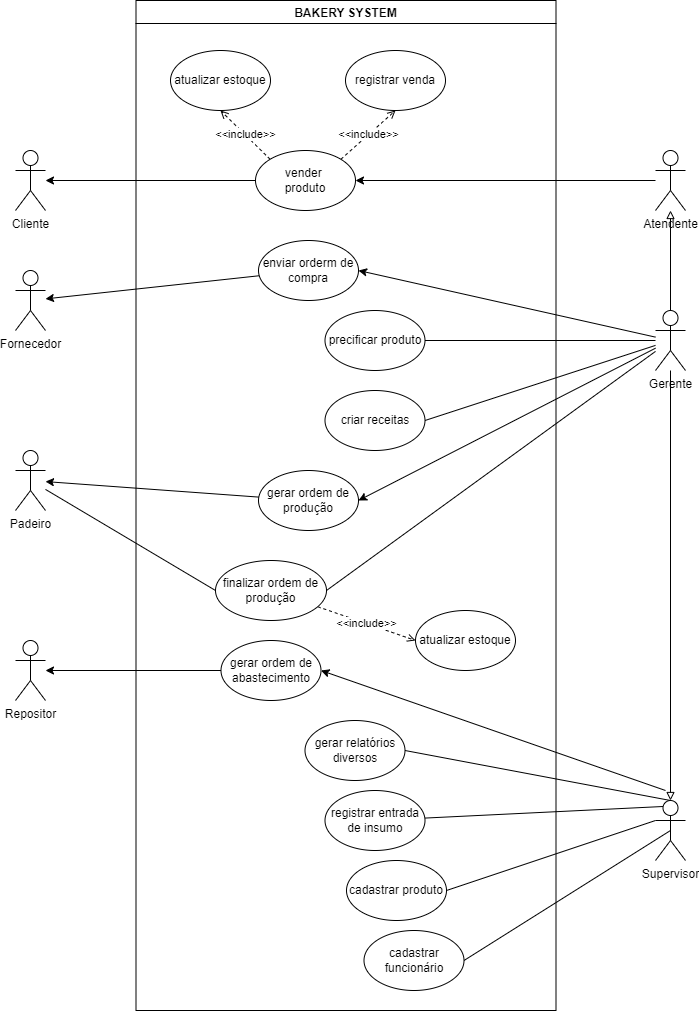 BAKERY SYSTEM
atualizar estoque
registrar venda
<<include>>
<<include>>
vender
produto
Cliente
Atendente
enviar orderm de
compra
Fornecedor
precificar produto
Gerente
criar receitas
gerar ordem de
produção
Padeiro
finalizar ordem de
produção
<<include>>
atualizar estoque
gerar ordem de
abastecimento
Repositor
gerar relatórios
diversos
registrar entrada
de insumo
Supervisor
cadastrar produto
cadastrar
funcionário